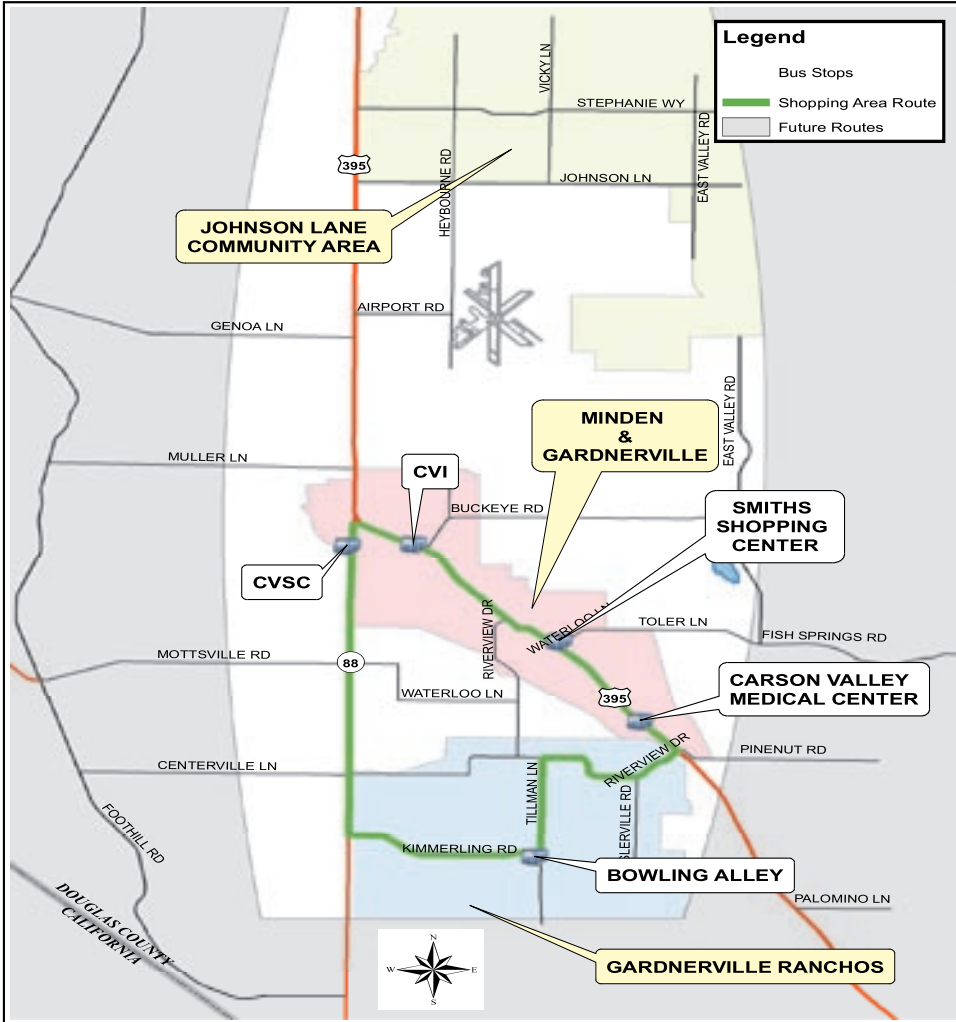 Legend
Bus Stops
Shopping Area Route
Future Routes
VICKY LN
STEPHANIE WY
395
HEYBOURNE RD
EAST VALLEY RD
JOHNSON LN
JOHNSON LANE
COMMUNITY AREA
AIRPORT RD
GENOA LN
EAST VALLEY RD
MINDEN
&
GARDNERVILLE
MULLER LN
CVI
BUCKEYE RD
SMITHS
SHOPPING
CENTER
CVSC
RIVERVIEW DR
WATERLOO LN
TOLER LN
FISH SPRINGS RD
MOTTSVILLE RD
88
WATERLOO LN
395
CARSON VALLEY
MEDICAL CENTER
RIVERVIEW DR
PINENUT RD
CENTERVILLE LN
TILLMAN LN
SLERVILLE RD
FOOTHILL RD
KIMMERLING RD
BOWLING ALLEY
DOUGLAS COUNTY
CALIFORNIA
PALOMINO LN
N
W
E
S
GARDNERVILLE RANCHOS